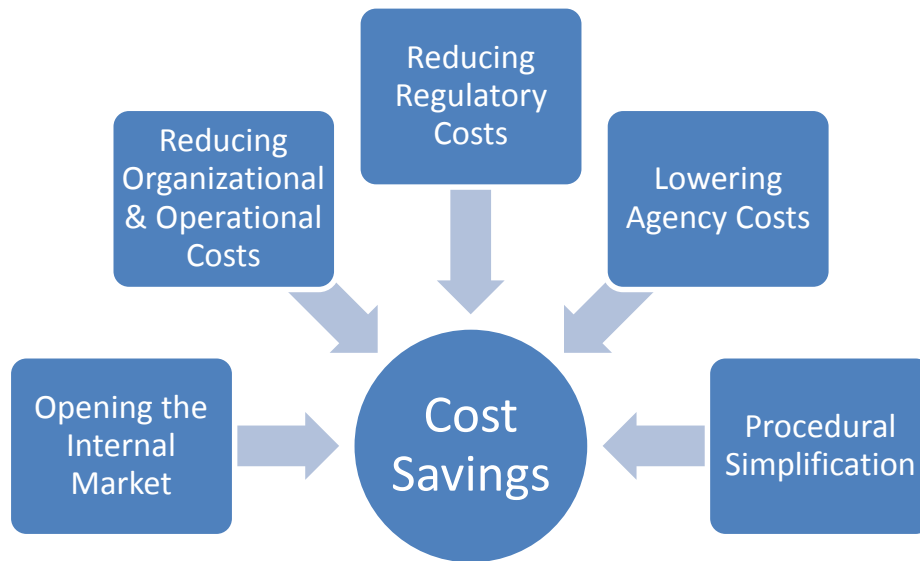 Reducing
Regulatory
Costs
Reducing
Organizational
& Operational
Costs
Lowering
Agency Costs
Opening the
Internal
Market
Cost
Savings
Procedural
Simplification